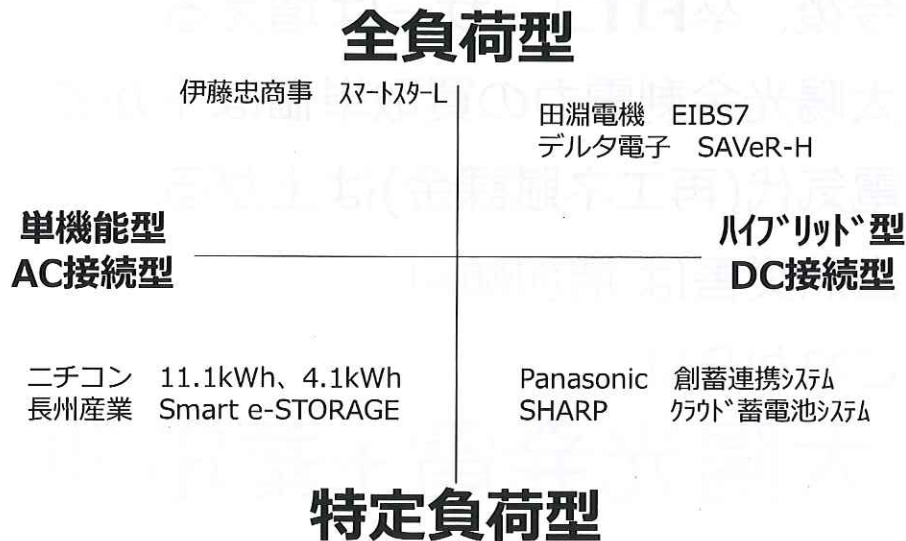 全負荷型
伊藤忠商事　ｽﾏｰﾄｽﾀｰL
田淵電機　EIBS7
デルタ電子　SAVeR-H
単機能型
AC接続型
ﾊｲﾌﾞﾘｯﾄﾞ型
DC接続型
ニチコン　11.1kWh、4.1kWh
長州産業　Smart e-STORAGE
Panasonic　創蓄連携ｼｽﾃﾑ
SHARP　ｸﾗｳﾄﾞ蓄電池ｼｽﾃﾑ
特定負荷型